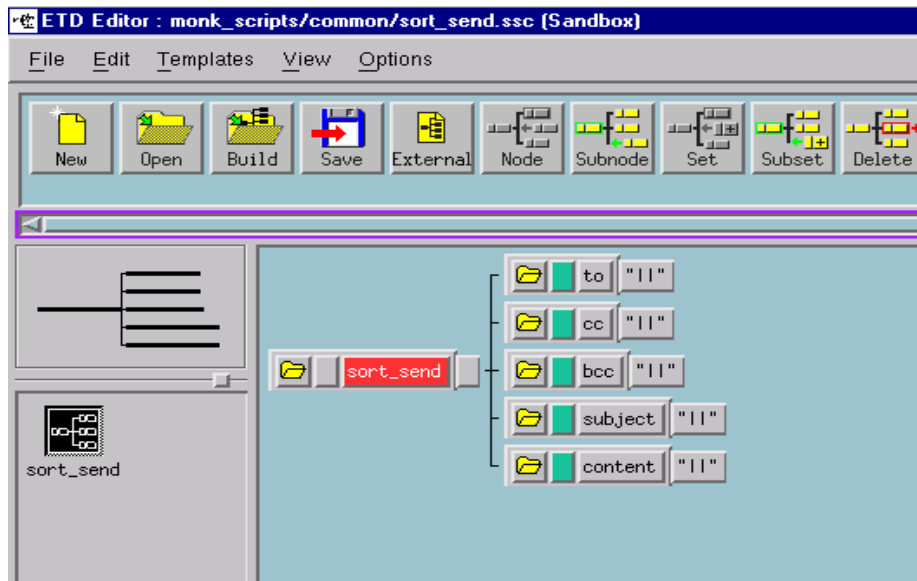 ETD Editor : monk_scripts/common/sort_send.ssc (Sandbox)
File Edit Templates View Options
New Open Build Save External Node Subnode Set Subset Delete
to "||"
cc "||"
sort_send
bcc "||"
subject "||"
content "||"
sort_send